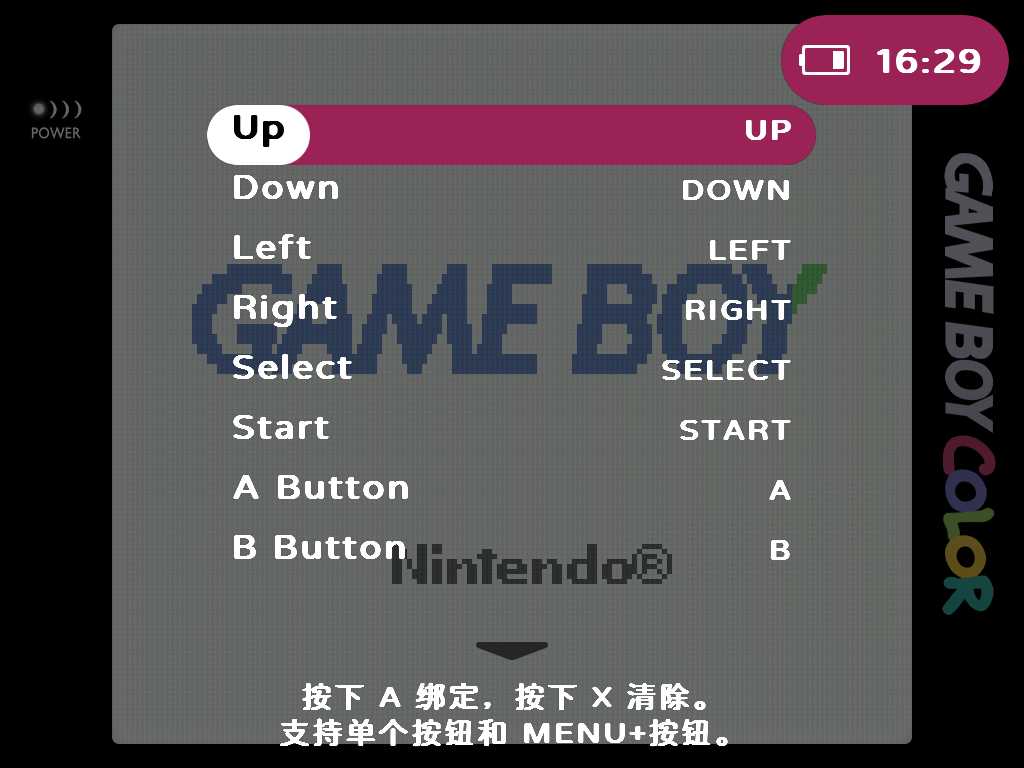 16:29
POWER
Up UP
Down DOWN
Left LEFT
Right RIGHT
Select SELECT
Start START
A Button A
B Button B
GAME BOY
Nintendo®
GAME BOY COLOR
按下 A 绑定，按下 X 清除。
支持单个按钮和 MENU+按钮。